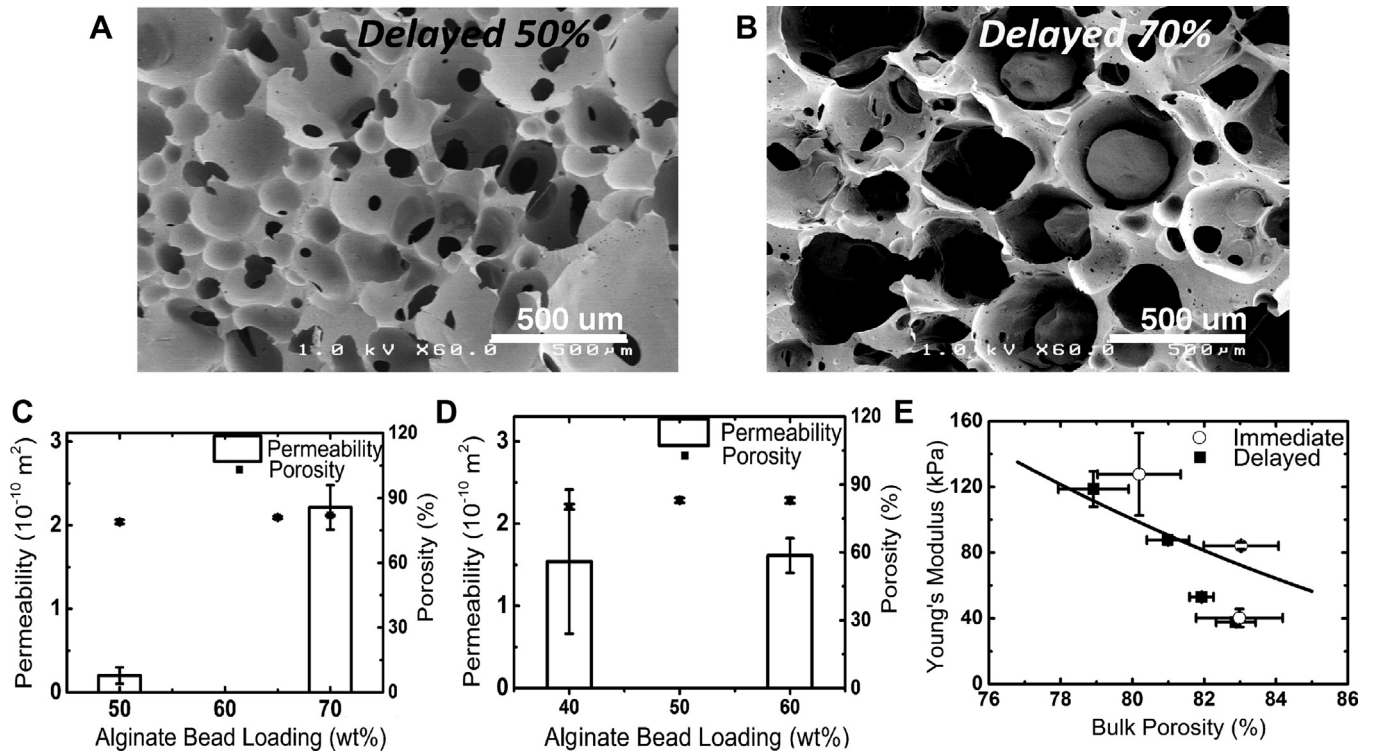 A
Delayed 50%
500 um
1.0 kV X60.0 500µm
B
Delayed 70%
500 um
1.0 kV X60.0 500µm
C
Permeability
Porosity
3
2
1
0
120
90
60
30
0
50
60
70
Permeability (10⁻¹⁰ m²)
Porosity (%)
Alginate Bead Loading (wt%)
D
Permeability
Porosity
3
2
1
0
120
90
60
30
0
40
50
60
Permeability (10⁻¹⁰ m²)
Porosity (%)
Alginate Bead Loading (wt%)
E
Immediate
Delayed
160
120
80
40
0
76
78
80
82
84
86
Young's Modulus (kPa)
Bulk Porosity (%)